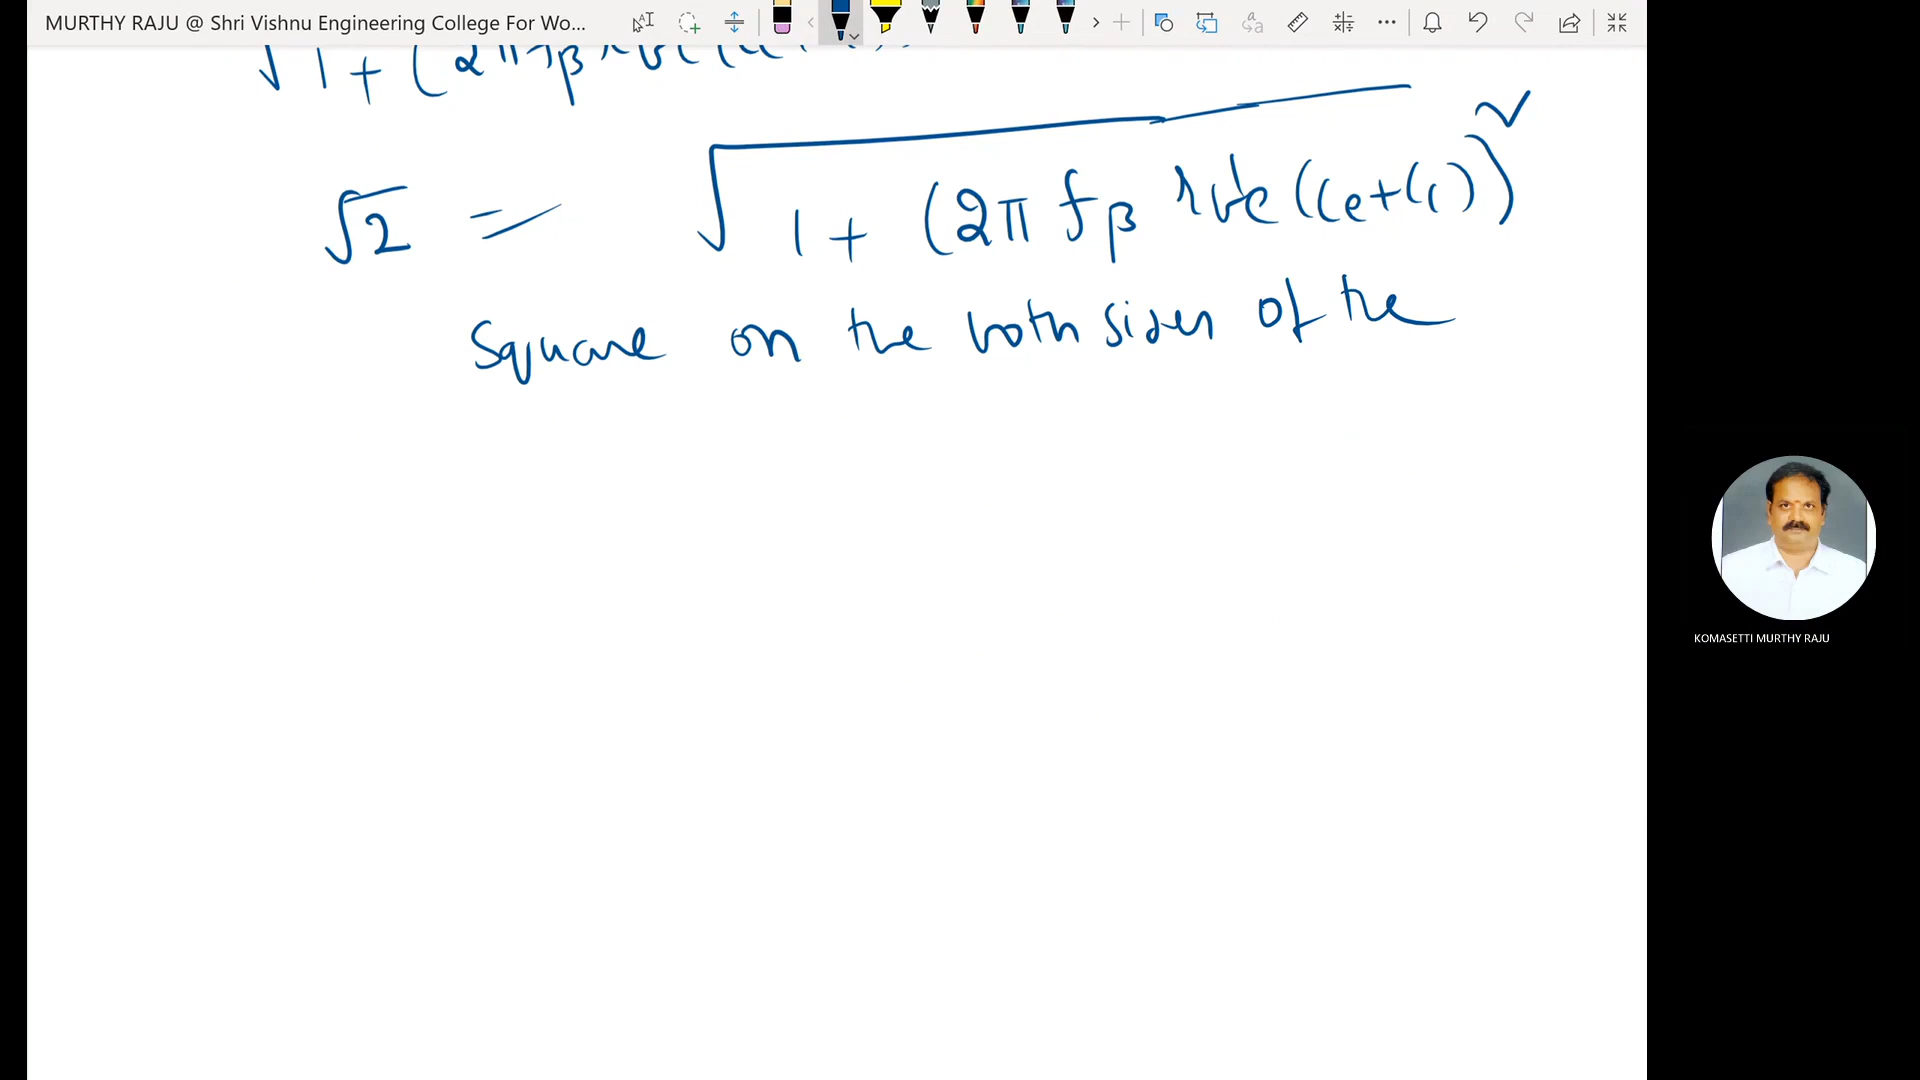 MURTHY RAJU @ Shri Vishnu Engineering College For Wo...
√2 = √1 + (2π fβ rb'e (Ce+Cc))²
Square on the both sides of the
KOMASETTI MURTHY RAJU